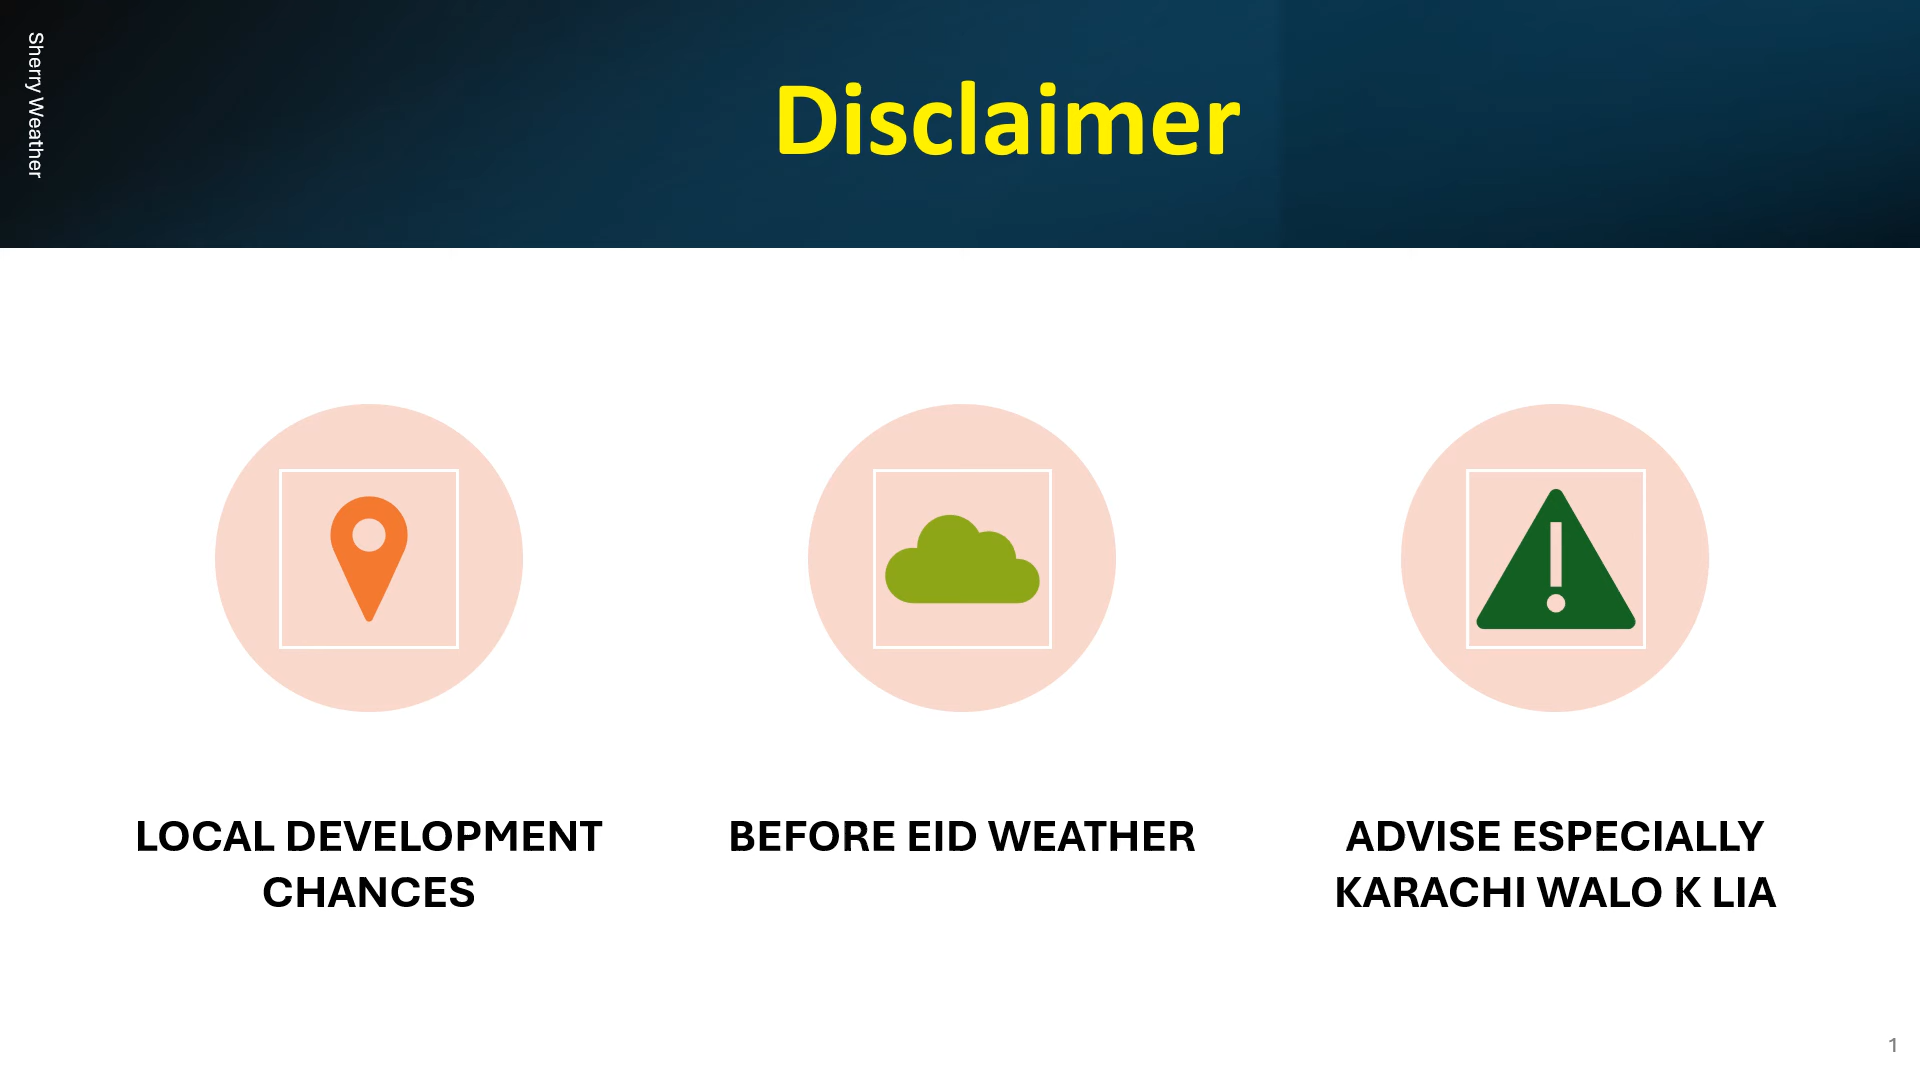 Sherry Weather
Disclaimer
LOCAL DEVELOPMENT
CHANCES
BEFORE EID WEATHER
ADVISE ESPECIALLY
KARACHI WALO K LIA
1